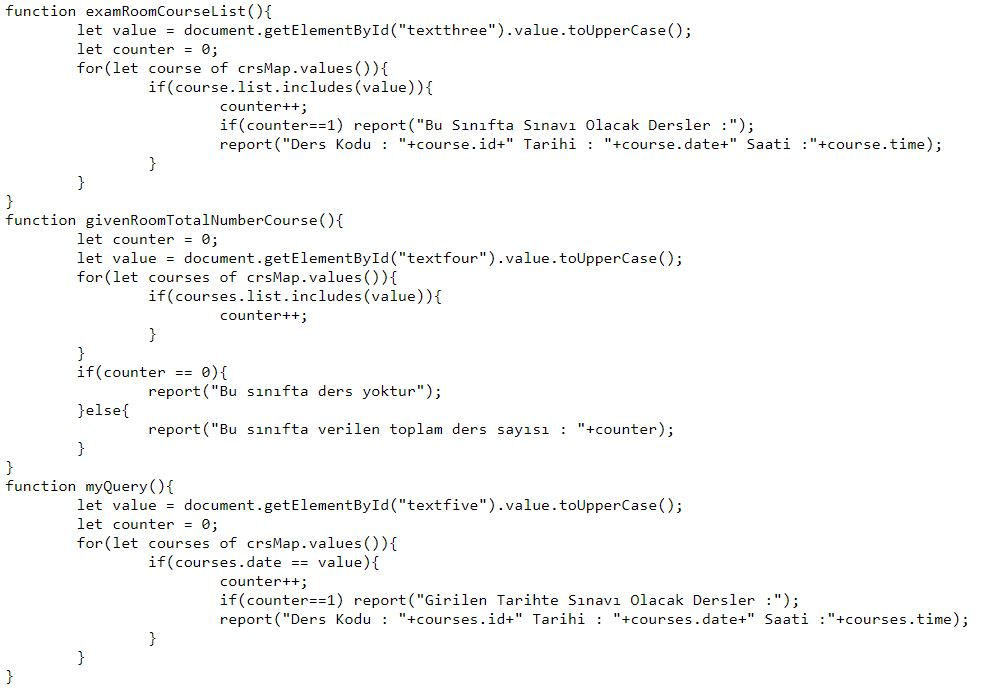 function examRoomCourseList(){
        let value = document.getElementById("textthree").value.toUpperCase();
        let counter = 0;
        for(let course of crsMap.values()){
                if(course.list.includes(value)){
                        counter++;
                        if(counter==1) report("Bu Sınıfta Sınavı Olacak Dersler :");
                        report("Ders Kodu : "+course.id+" Tarihi : "+course.date+" Saati :"+course.time);
                }
        }
}
function givenRoomTotalNumberCourse(){
        let counter = 0;
        let value = document.getElementById("textfour").value.toUpperCase();
        for(let courses of crsMap.values()){
                if(courses.list.includes(value)){
                        counter++;
                }
        }
        if(counter == 0){
                report("Bu sınıfta ders yoktur");
        }else{
                report("Bu sınıfta verilen toplam ders sayısı : "+counter);
        }
}
function myQuery(){
        let value = document.getElementById("textfive").value.toUpperCase();
        let counter = 0;
        for(let courses of crsMap.values()){
                if(courses.date == value){
                        counter++;
                        if(counter==1) report("Girilen Tarihte Sınavı Olacak Dersler :");
                        report("Ders Kodu : "+courses.id+" Tarihi : "+courses.date+" Saati :"+courses.time);
                }
        }
}